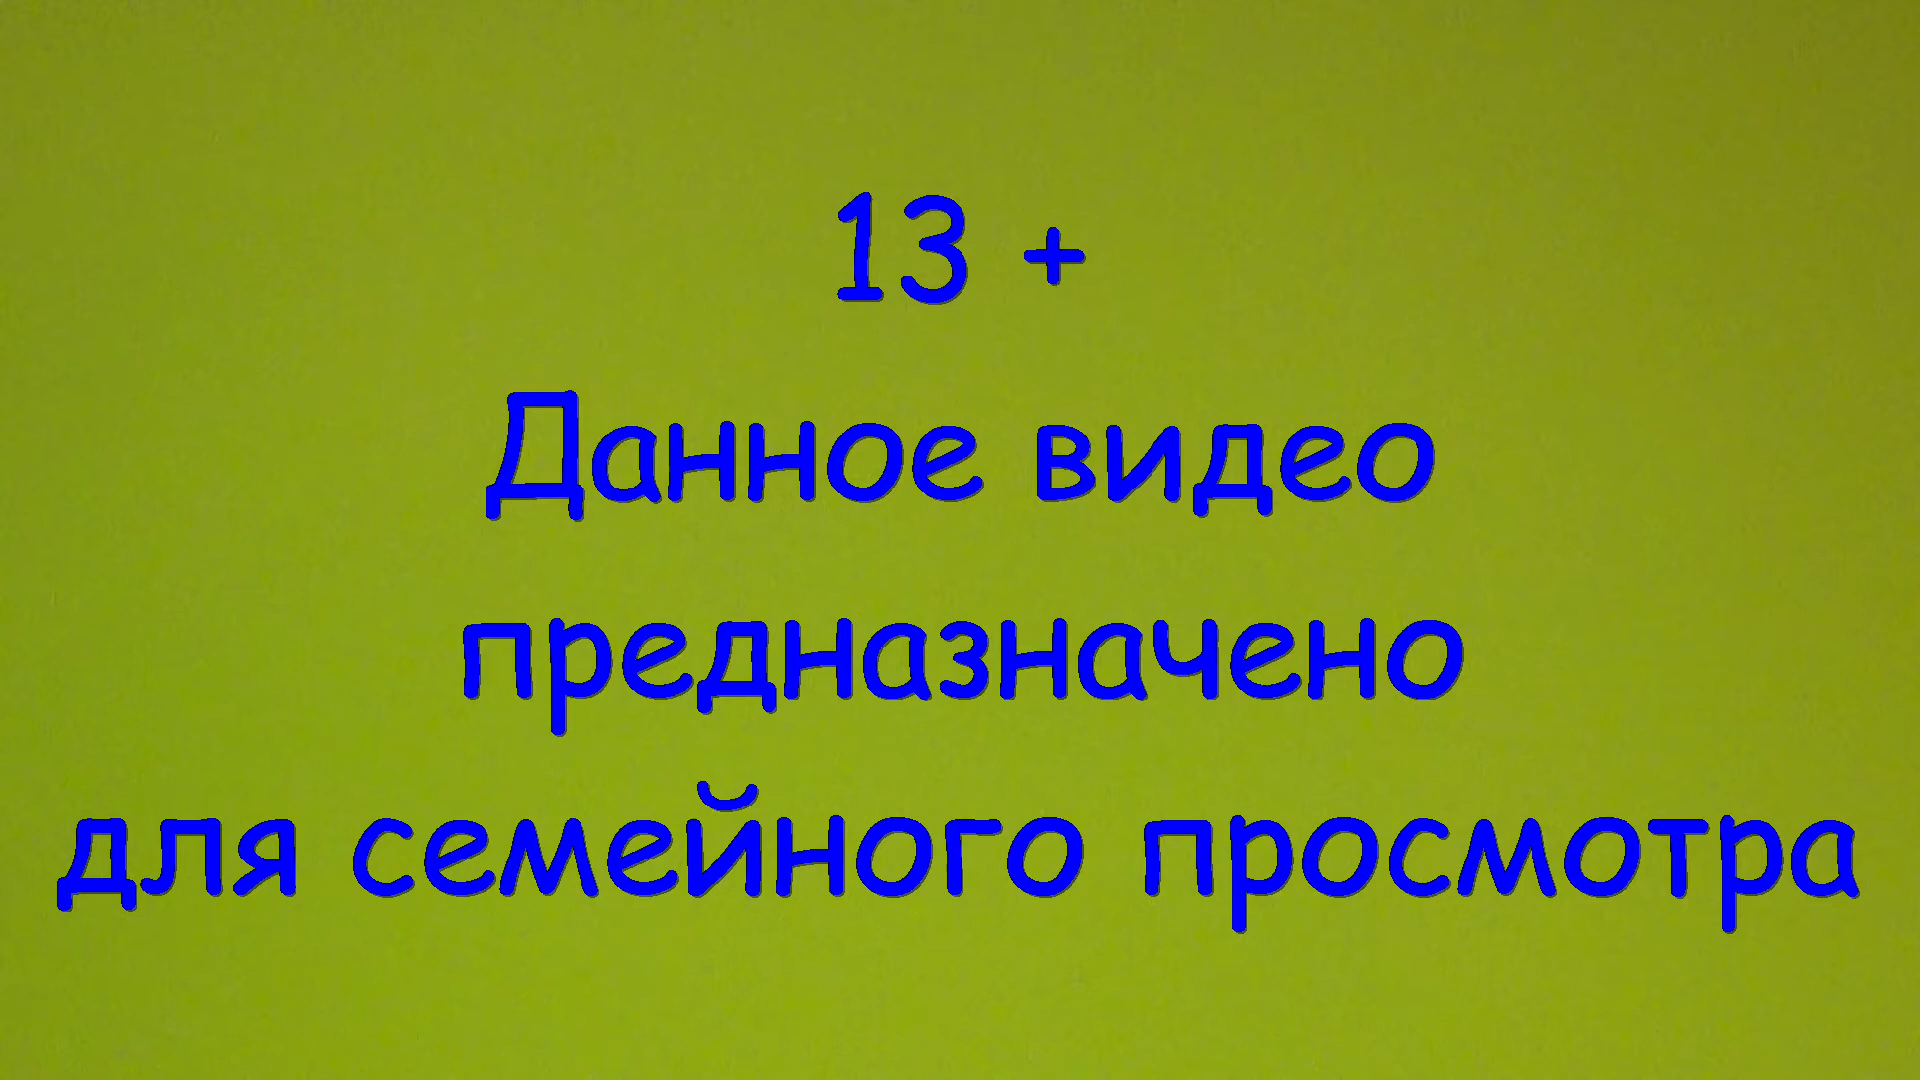 13 +
Данное видео
предназначено
для семейного просмотра